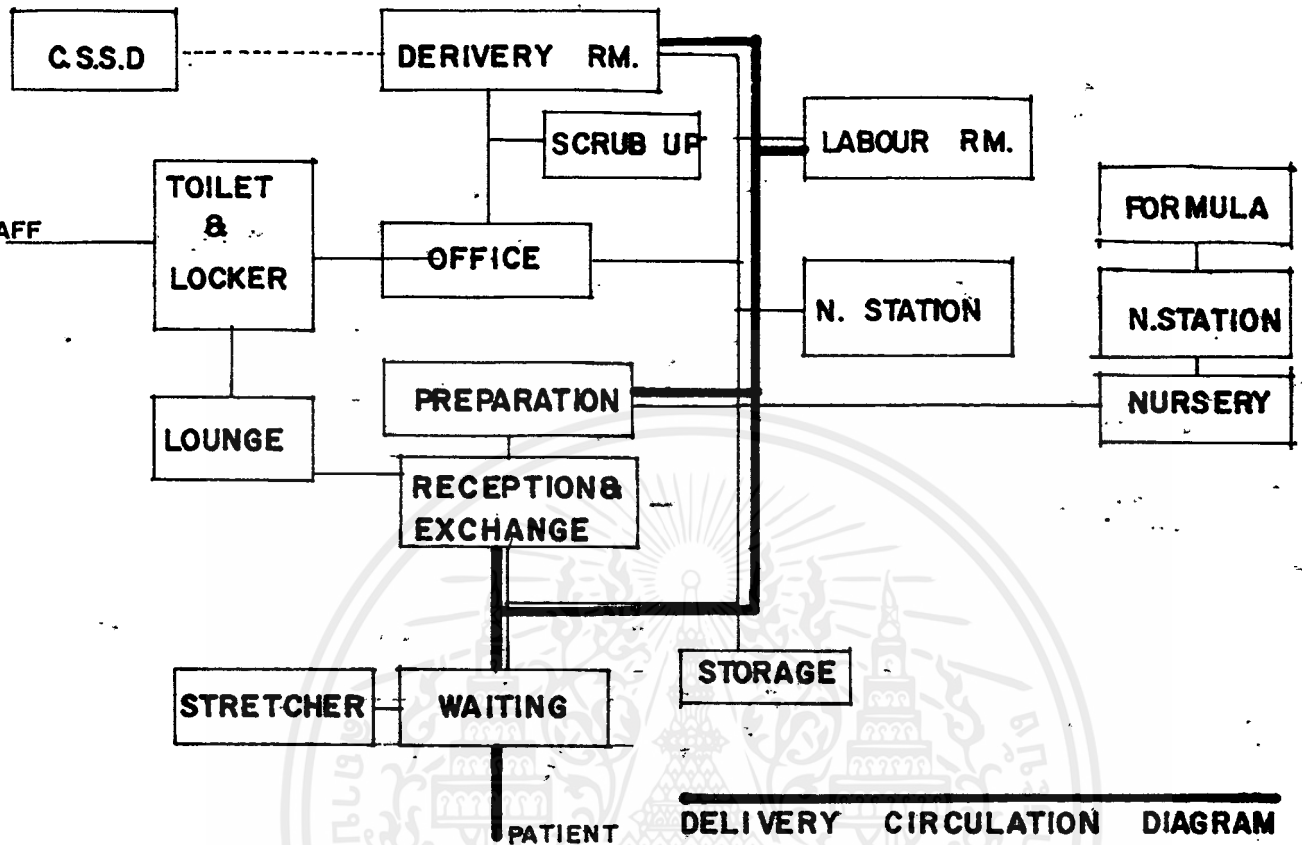 C.S.S.D
DERIVERY RM.
SCRUB UP
LABOUR RM.
TOILET
&
LOCKER
AFF
OFFICE
FORMULA
N. STATION
N.STATION
PREPARATION
NURSERY
LOUNGE
RECEPTION&
EXCHANGE
STORAGE
STRETCHER
WAITING
PATIENT
DELIVERY CIRCULATION DIAGRAM